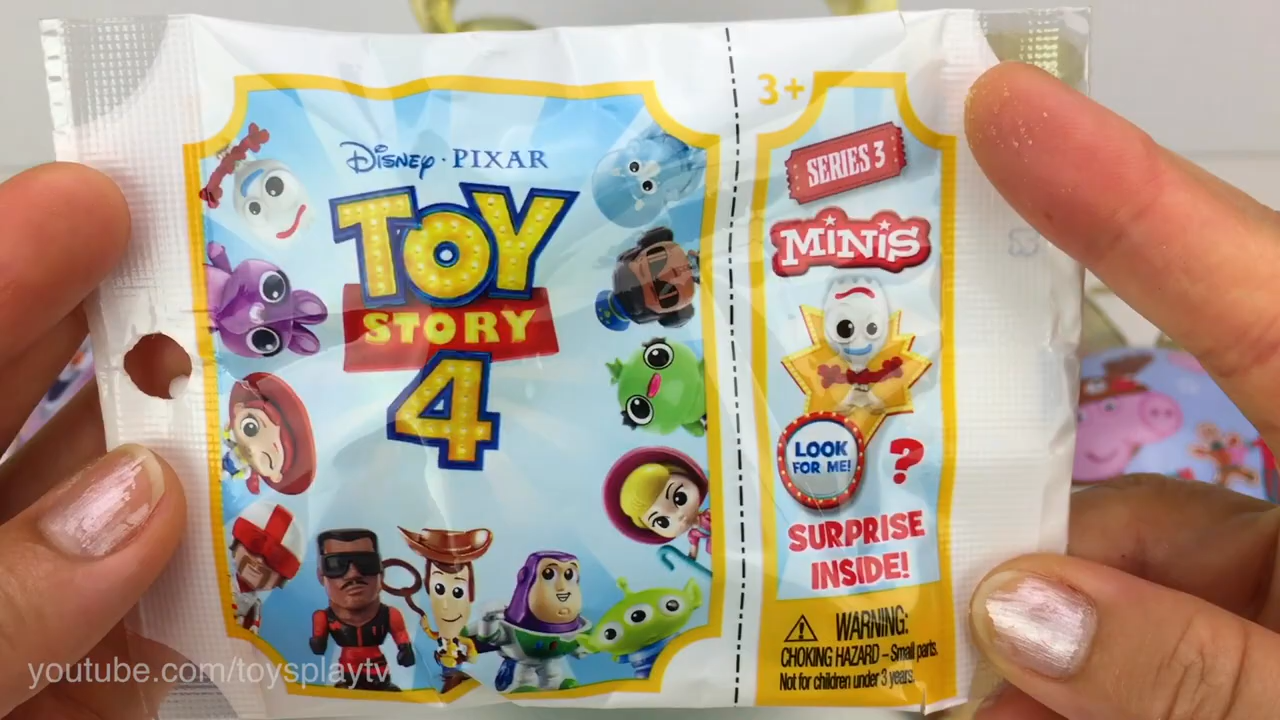 DISNEY · PIXAR
TOY
STORY
4
3+
SERIES 3
MINIS
LOOK
FOR ME!
?
SURPRISE
INSIDE!
WARNING:
CHOKING HAZARD – Small parts.
Not for children under 3 years.
youtube.com/toysplaytv